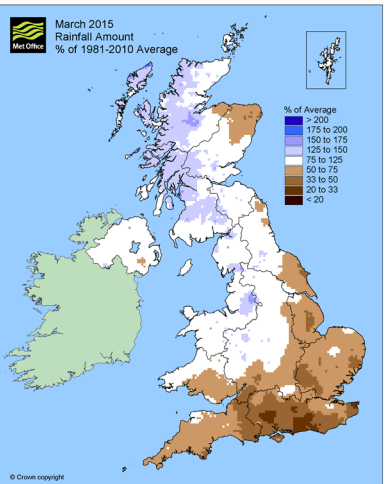 Met Office
March 2015
Rainfall Amount
% of 1981-2010 Average
% of Average
> 200
175 to 200
150 to 175
125 to 150
75 to 125
50 to 75
33 to 50
20 to 33
< 20
© Crown copyright